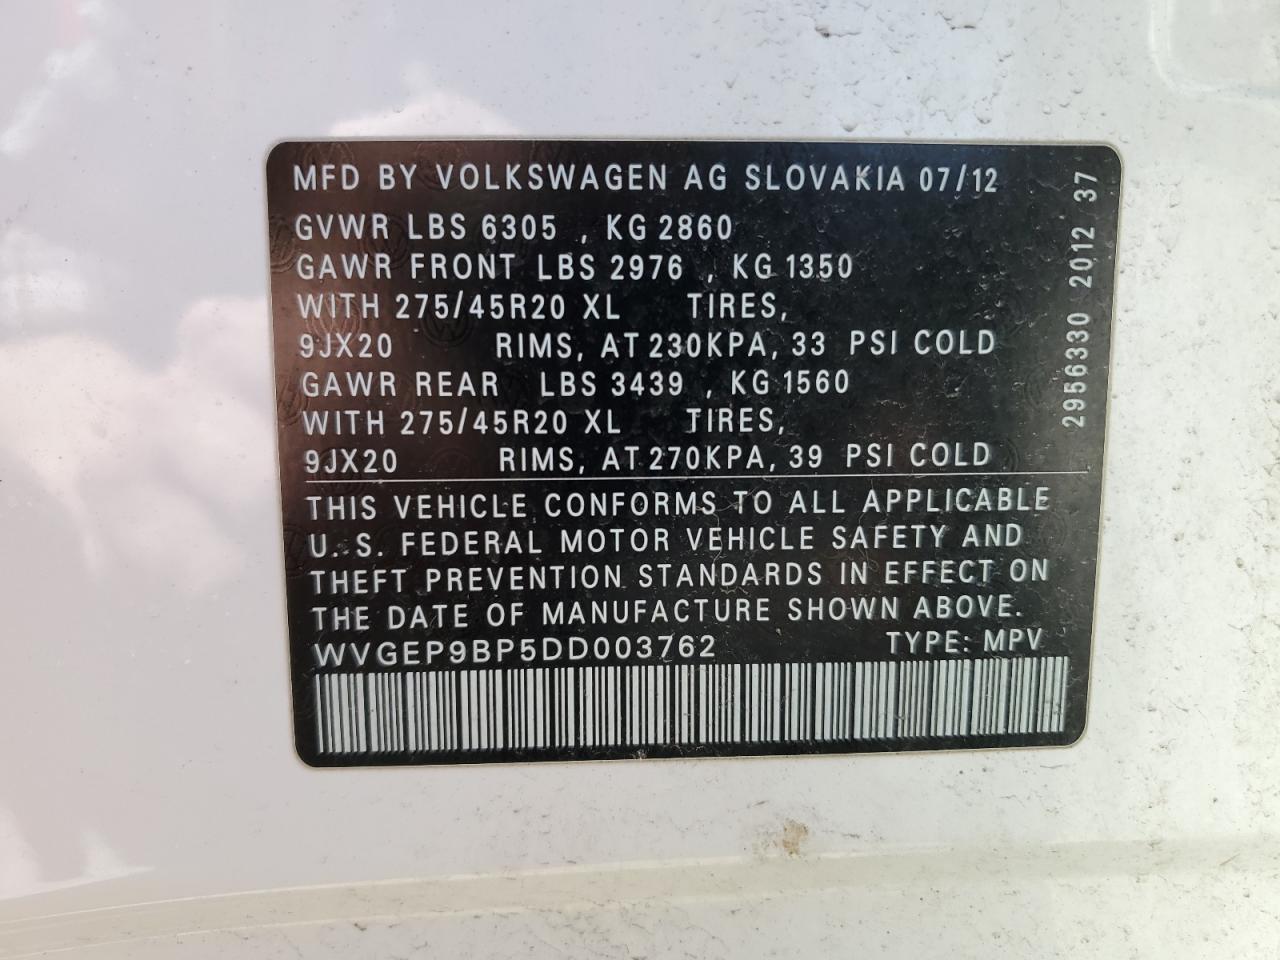 MFD BY VOLKSWAGEN AG SLOVAKIA 07/12
GVWR LBS 6305 , KG 2860
GAWR FRONT LBS 2976 , KG 1350
WITH 275/45R20 XL TIRES,
9JX20 RIMS, AT 230KPA, 33 PSI COLD
GAWR REAR LBS 3439 , KG 1560
WITH 275/45R20 XL TIRES,
9JX20 RIMS, AT 270KPA, 39 PSI COLD
THIS VEHICLE CONFORMS TO ALL APPLICABLE
U.S. FEDERAL MOTOR VEHICLE SAFETY AND
THEFT PREVENTION STANDARDS IN EFFECT ON
THE DATE OF MANUFACTURE SHOWN ABOVE.
WVGEP9BP5DD003762 TYPE: MPV
2956330 2012 37